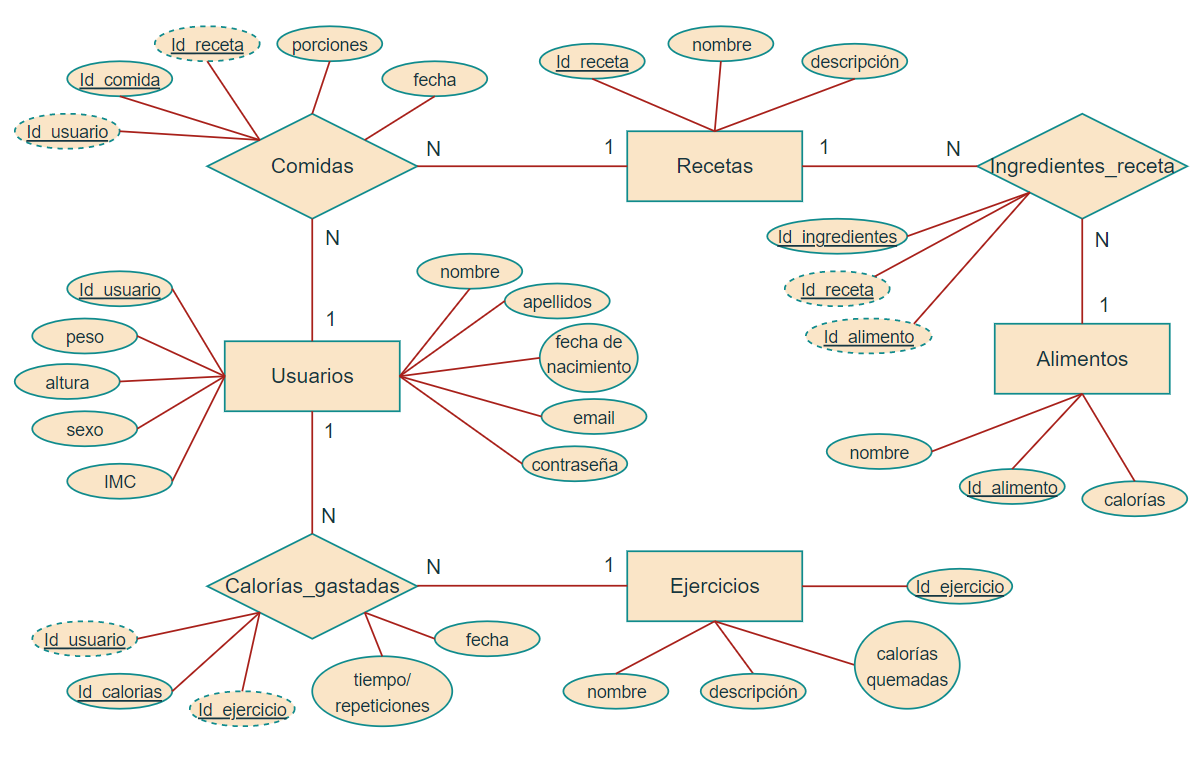 Id_receta
porciones
nombre
Id_comida
fecha
Id_receta
descripción
Id_usuario
Comidas
N
1
Recetas
1
N
Ingredientes_receta
N
Id_ingredientes
N
nombre
Id_usuario
apellidos
Id_receta
1
1
peso
fecha de
nacimiento
Id_alimento
Usuarios
Alimentos
altura
email
sexo
1
nombre
contraseña
IMC
Id_alimento
calorías
N
N
1
Calorías_gastadas
Ejercicios
Id_ejercicio
Id_usuario
fecha
calorías
quemadas
Id_calorias
tiempo/
repeticiones
nombre
descripción
Id_ejercicio